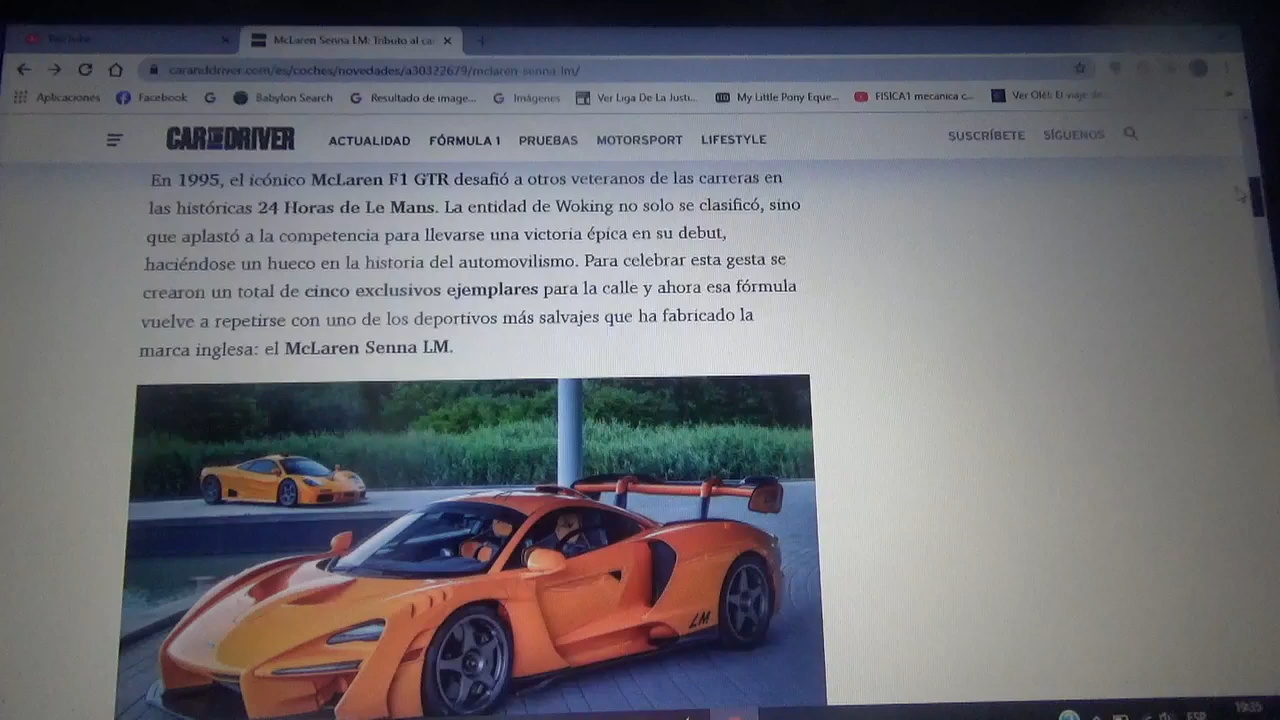 YouTube
McLaren Senna LM: Tributo al ca
caranddriver.com/es/coches/novedades/a30322679/mclaren-senna-lm/
Aplicaciones Facebook Babylon Search Resultado de image... Imágenes Ver Liga De La Justi... My Little Pony Eque... FISICA1 mecanica c... Ver Olé!: El viaje de...
CAR AND DRIVER ACTUALIDAD FÓRMULA 1 PRUEBAS MOTORSPORT LIFESTYLE SUSCRÍBETE SÍGUENOS
En 1995, el icónico McLaren F1 GTR desafió a otros veteranos de las carreras en
las históricas 24 Horas de Le Mans. La entidad de Woking no solo se clasificó, sino
que aplastó a la competencia para llevarse una victoria épica en su debut,
haciéndose un hueco en la historia del automovilismo. Para celebrar esta gesta se
crearon un total de cinco exclusivos ejemplares para la calle y ahora esa fórmula
vuelve a repetirse con uno de los deportivos más salvajes que ha fabricado la
marca inglesa: el McLaren Senna LM.
LM
ESP
19:35